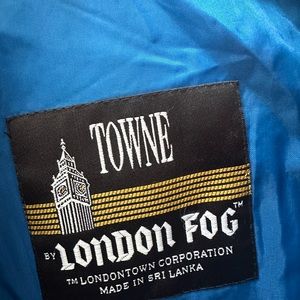 TOWNE
BY LONDON FOG™
TM LONDONTOWN CORPORATION
MADE IN SRI LANKA